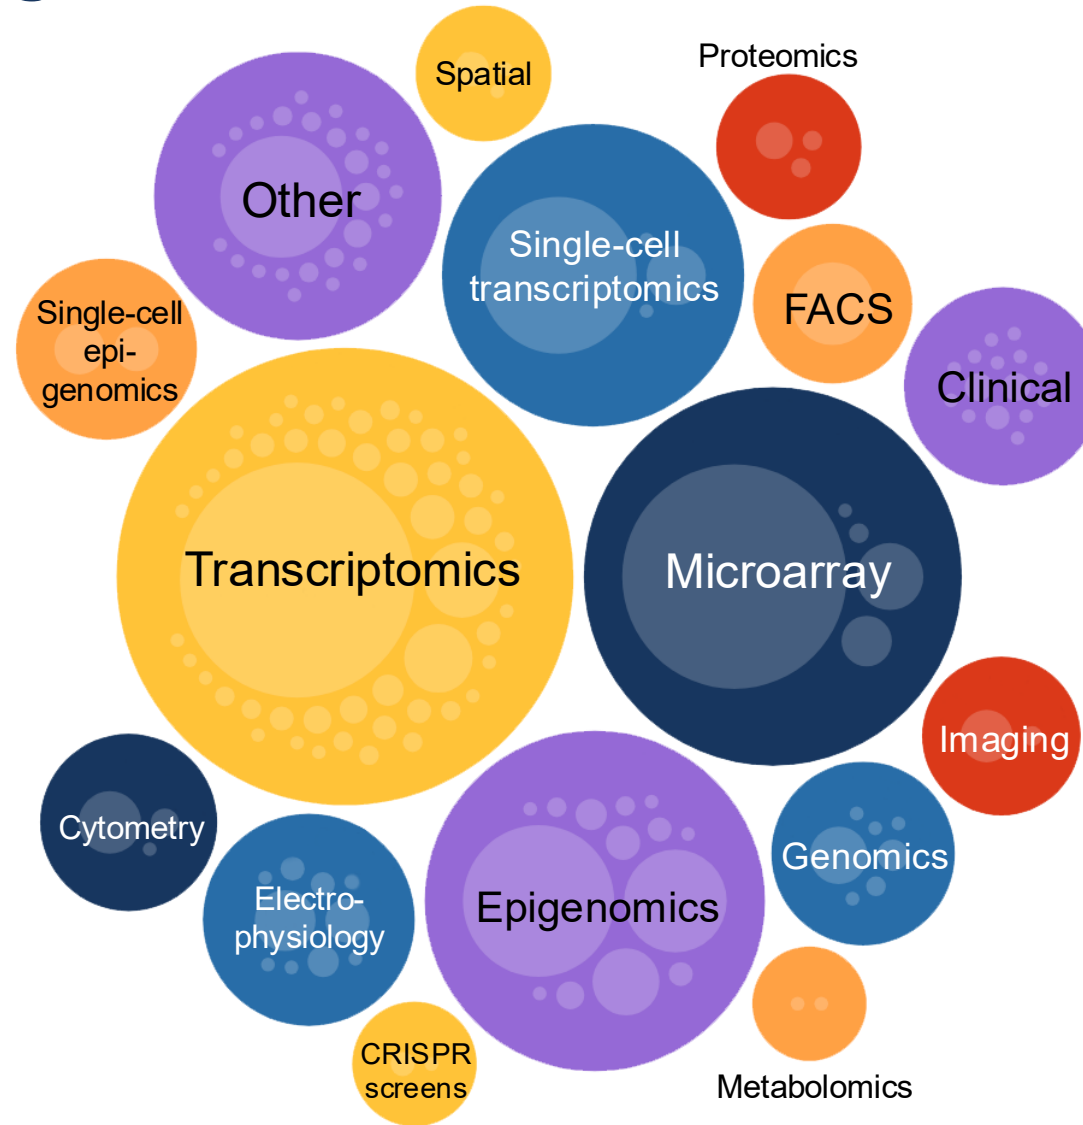 Spatial
Proteomics
Other
Single-cell
transcriptomics
FACS
Single-cell
epi-
genomics
Clinical
Transcriptomics
Microarray
Imaging
Cytometry
Genomics
Electro-
physiology
Epigenomics
CRISPR
screens
Metabolomics